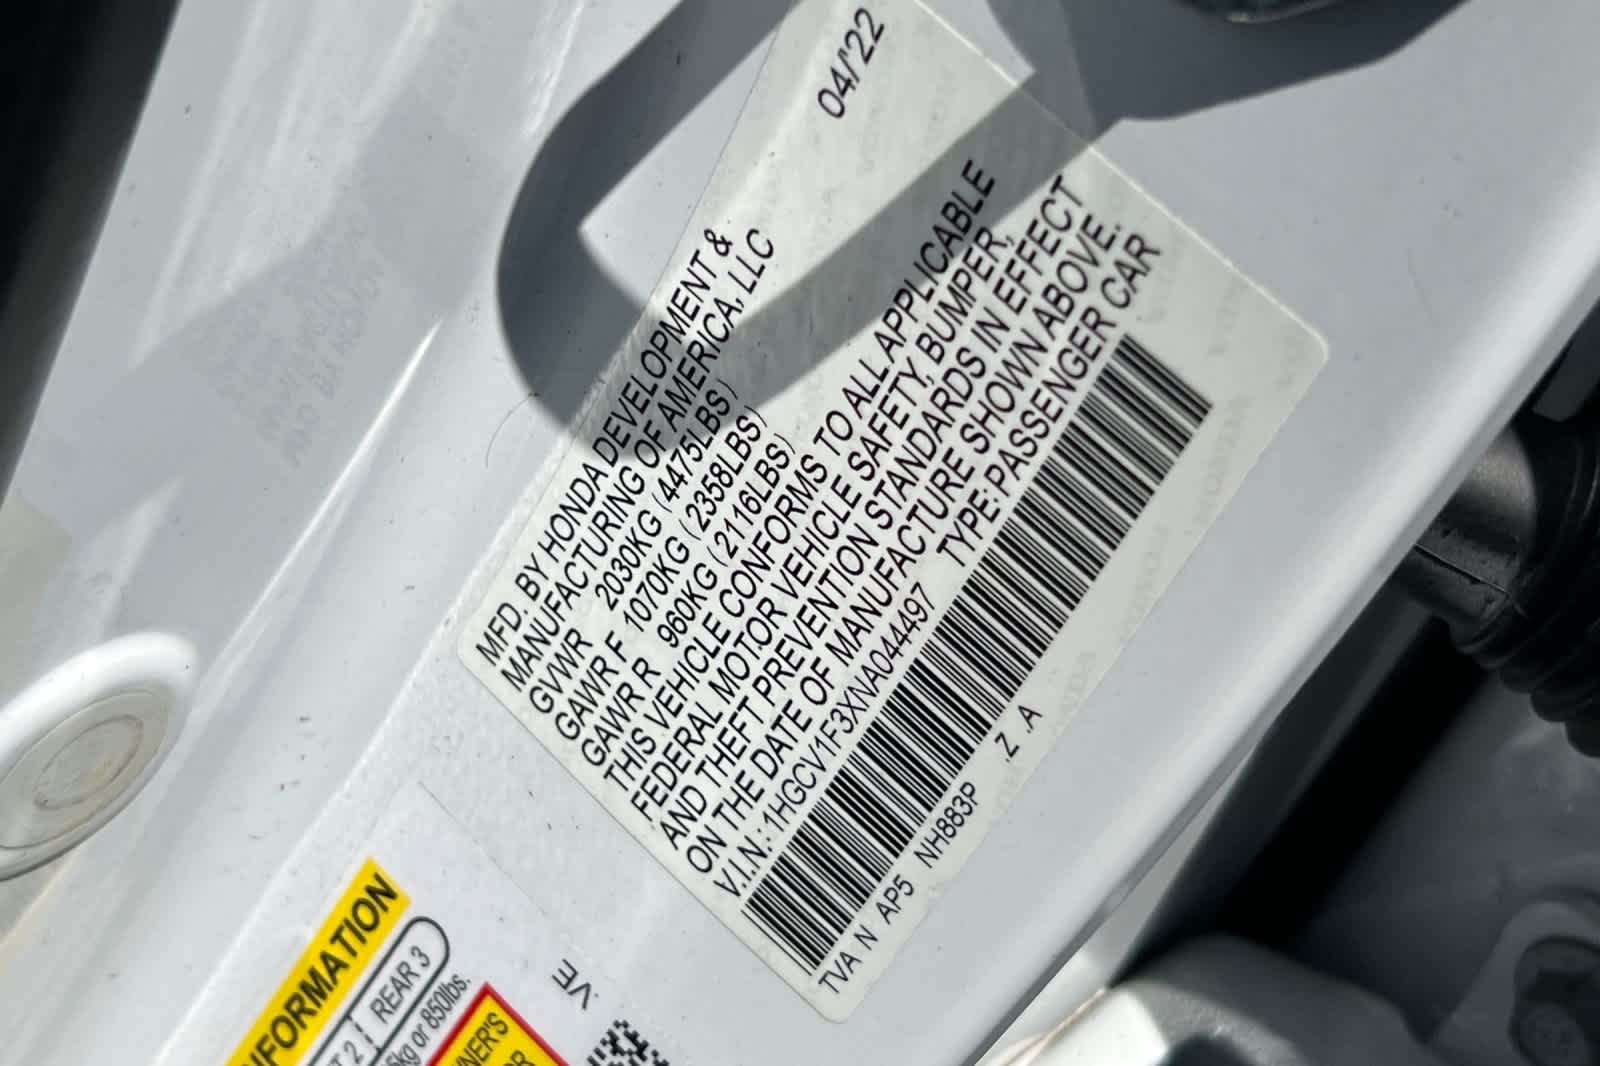 04/'22
MFD. BY HONDA DEVELOPMENT &
MANUFACTURING OF AMERICA, LLC
GVWR 2030KG (4475LBS)
GAWR F 1070KG (2358LBS)
GAWR R 960KG (2116LBS)
THIS VEHICLE CONFORMS TO ALL APPLICABLE
FEDERAL MOTOR VEHICLE SAFETY, BUMPER,
AND THEFT PREVENTION STANDARDS IN EFFECT
ON THE DATE OF MANUFACTURE SHOWN ABOVE.
V.I.N.:1HGCV1F3XNA044497 TYPE:PASSENGER CAR
TVA N AP5 NH883P .Z .A
.VE
REAR 3
850lbs.